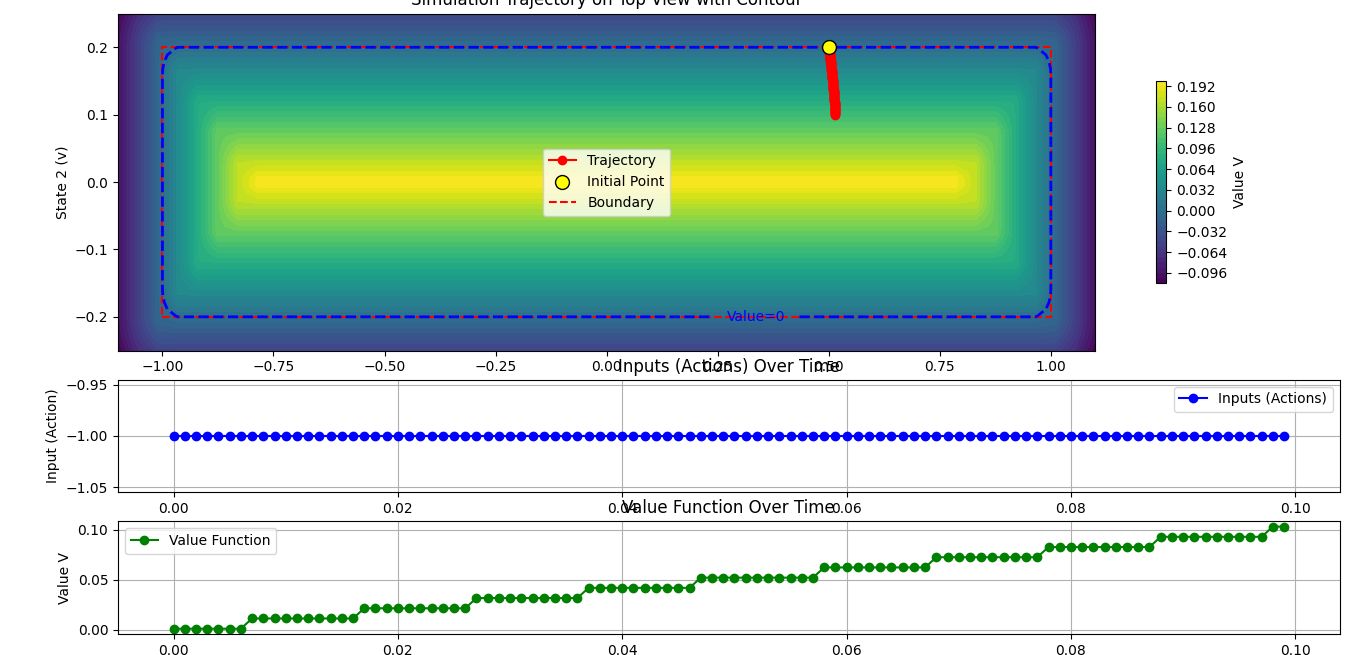 Simulation Trajectory on Top View with Contour
0.2
0.1
0.0
−0.1
−0.2
State 2 (v)
Trajectory
Initial Point
Boundary
Value=0
−1.00 −0.75 −0.50 −0.25 0.00 0.25 0.50 0.75 1.00
0.192
0.160
0.128
0.096
0.064
0.032
0.000
−0.032
−0.064
−0.096
Value V
Inputs (Actions) Over Time
−0.95
−1.00
−1.05
Input (Action)
Inputs (Actions)
0.00 0.02 0.04 0.06 0.08 0.10
Value Function Over Time
0.10
0.05
0.00
Value V
Value Function
0.00 0.02 0.04 0.06 0.08 0.10